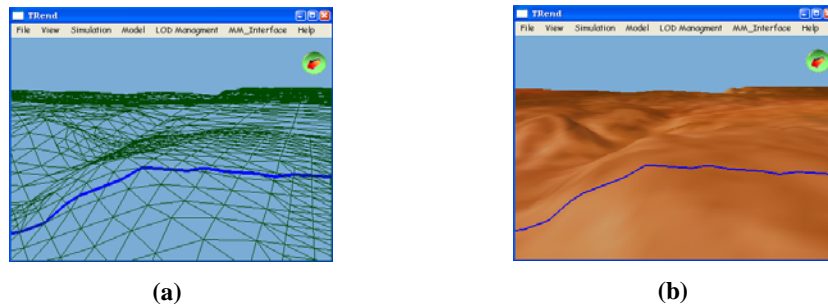 TRend
File View Simulation Model LOD Managment MM_Interface Help
TRend
File View Simulation Model LOD Managment MM_Interface Help
(a)
(b)